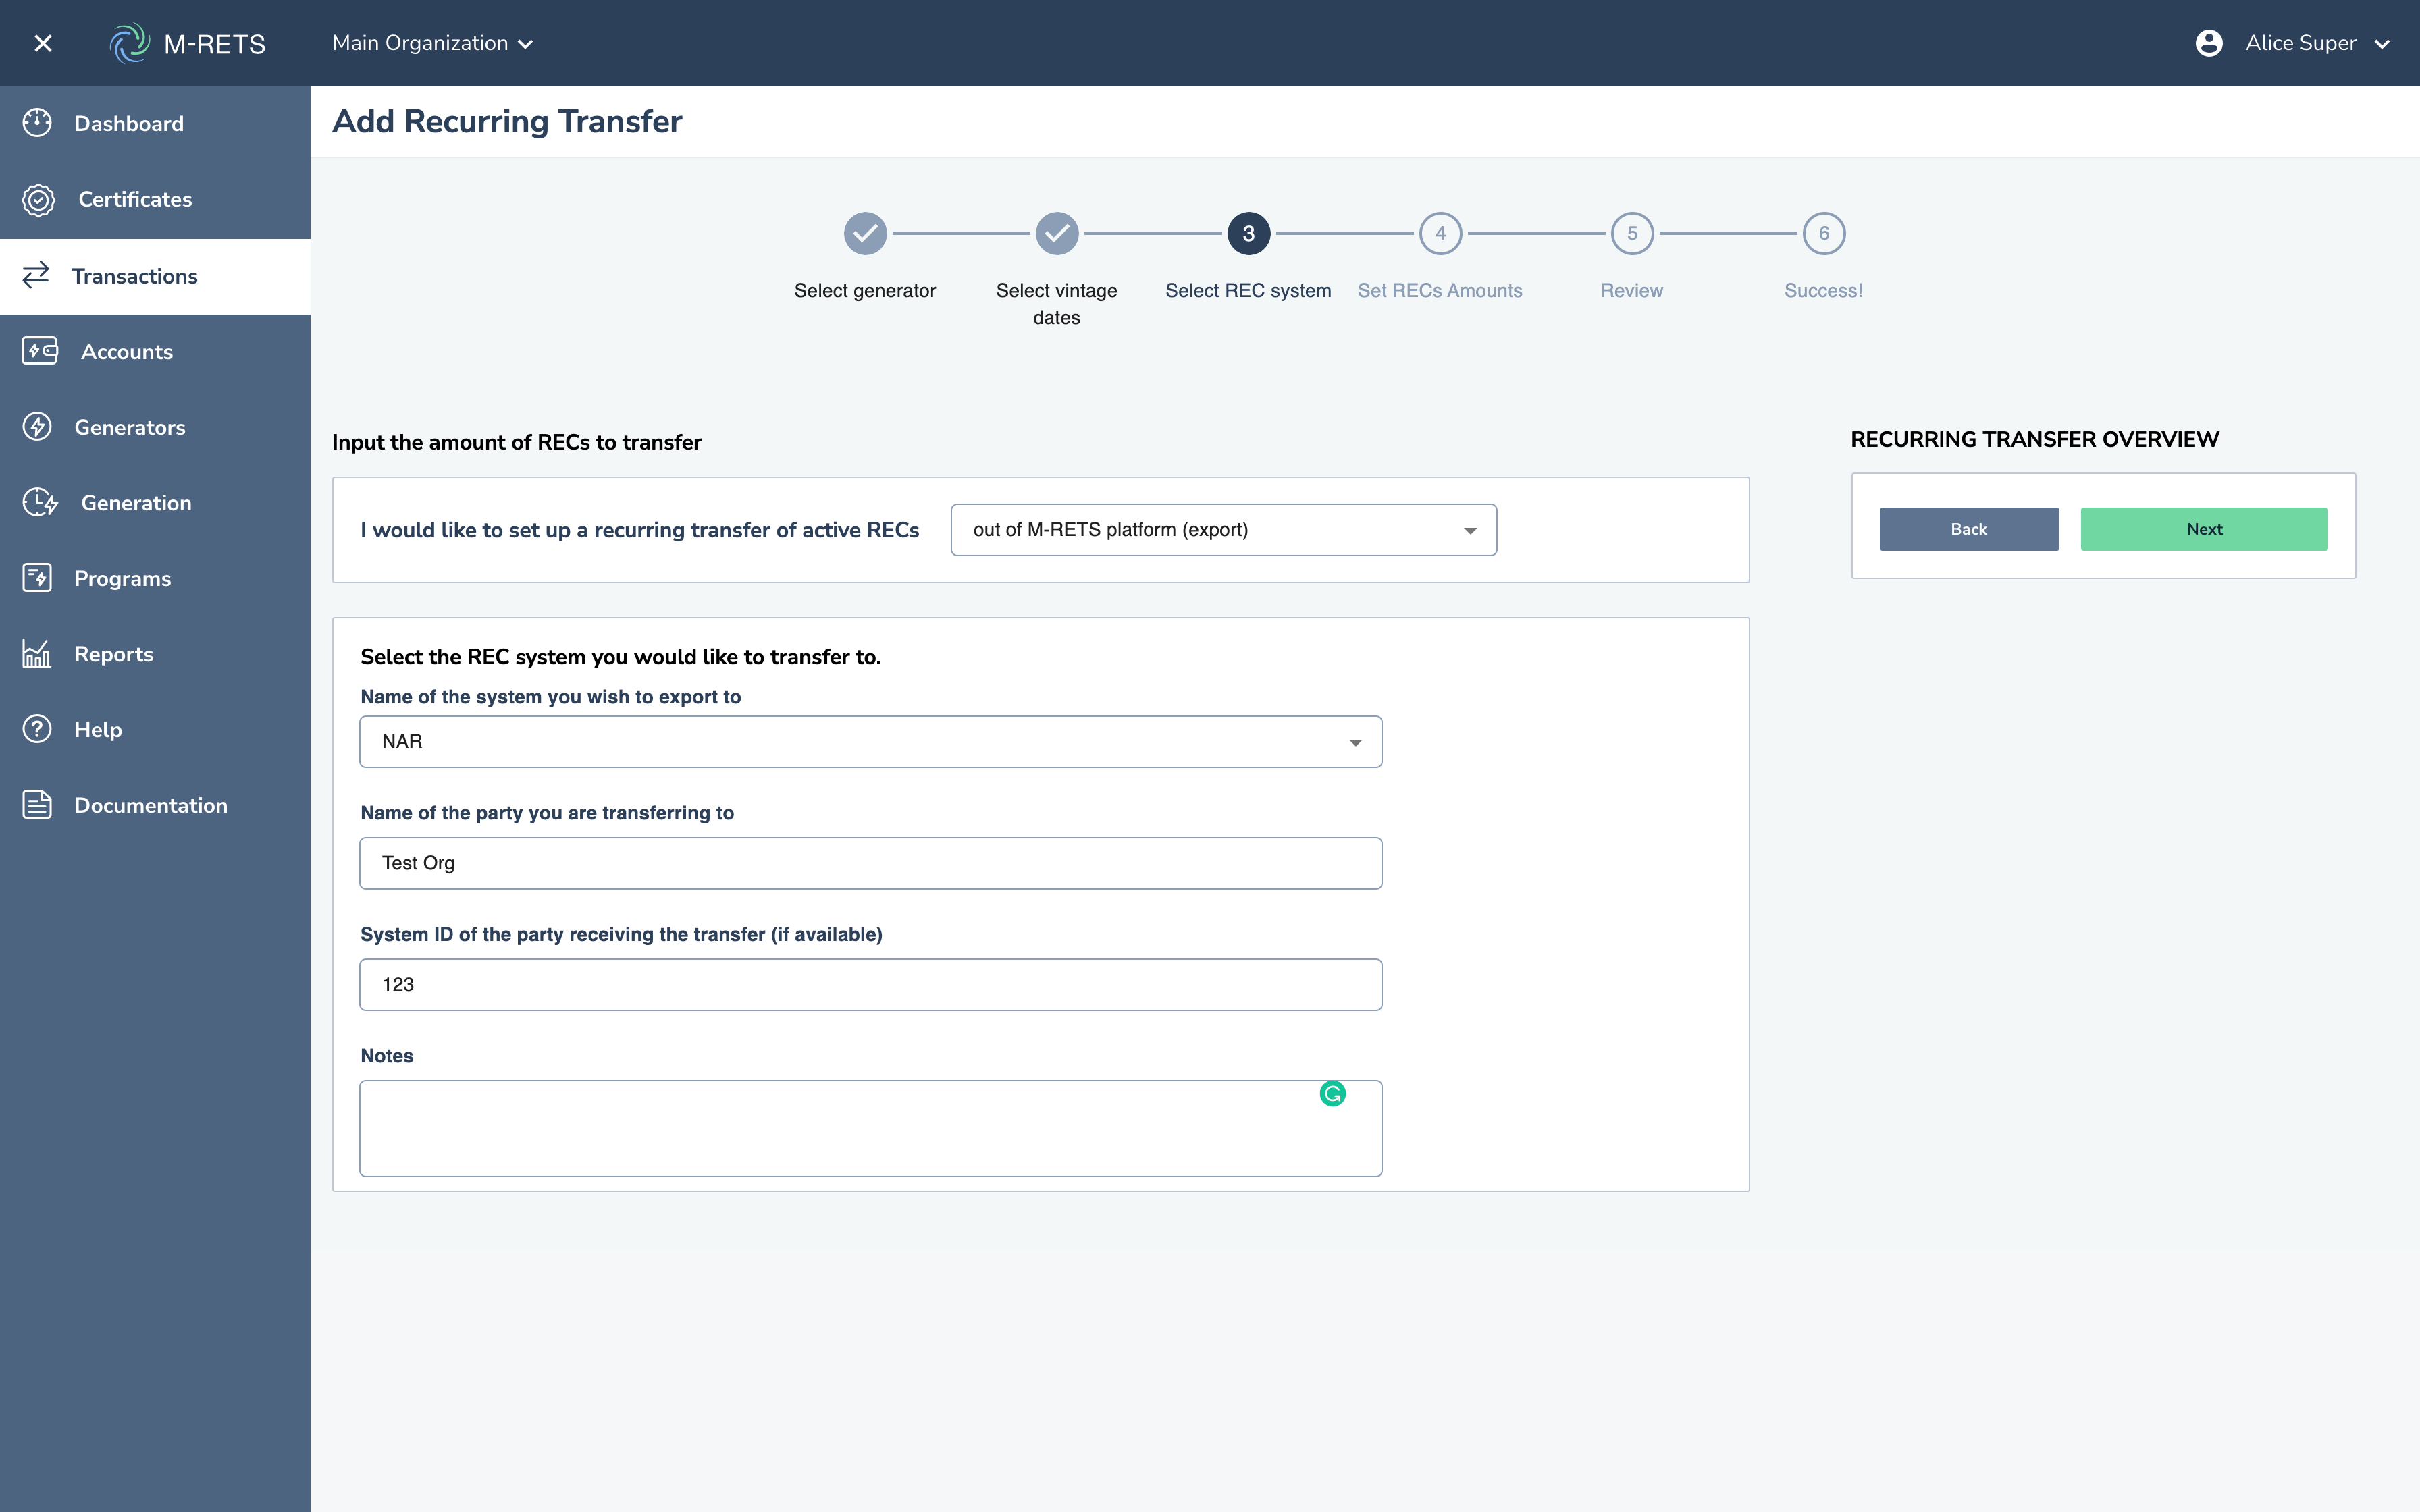 M-RETS
Main Organization
Alice Super
Dashboard
Certificates
Transactions
Accounts
Generators
Generation
Programs
Reports
Help
Documentation
Add Recurring Transfer
3
4
5
6
Select generator
Select vintage
dates
Select REC system
Set RECs Amounts
Review
Success!
Input the amount of RECs to transfer
I would like to set up a recurring transfer of active RECs
out of M-RETS platform (export)
Select the REC system you would like to transfer to.
Name of the system you wish to export to
NAR
Name of the party you are transferring to
Test Org
System ID of the party receiving the transfer (if available)
123
Notes
RECURRING TRANSFER OVERVIEW
Back
Next